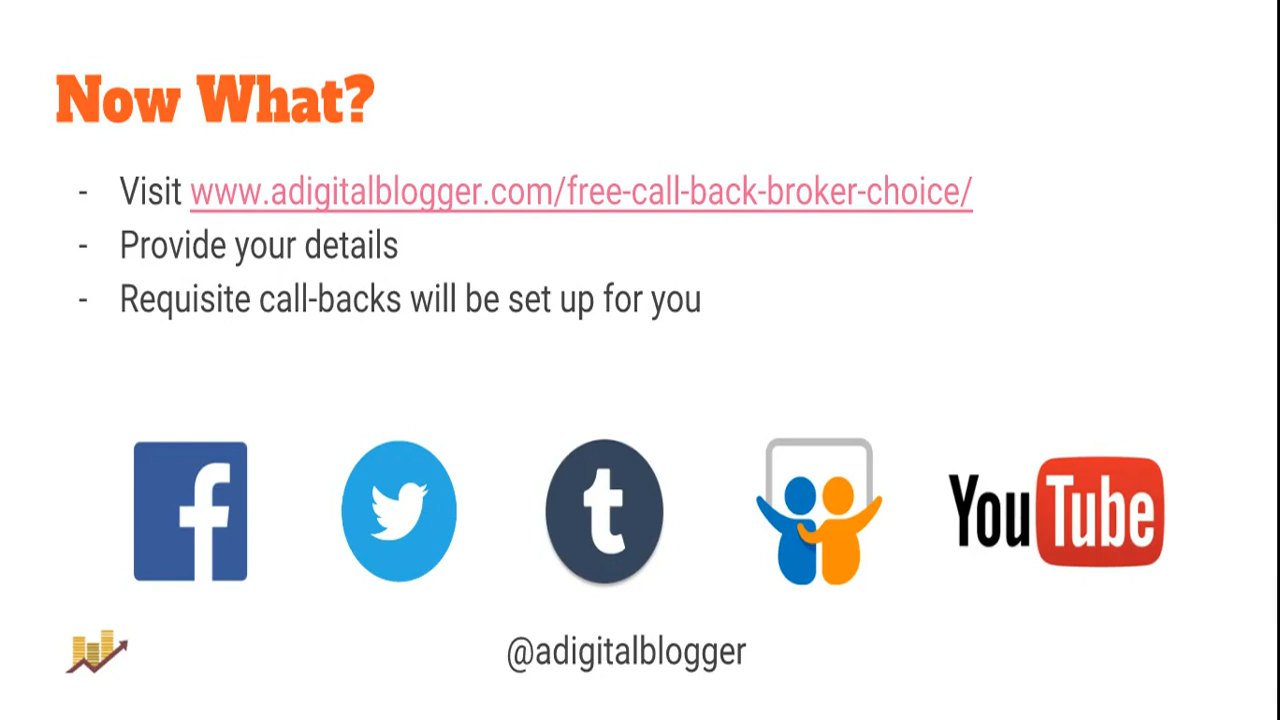 Now What?
- Visit www.adigitalblogger.com/free-call-back-broker-choice/
- Provide your details
- Requisite call-backs will be set up for you
f
t
YouTube
@adigitalblogger